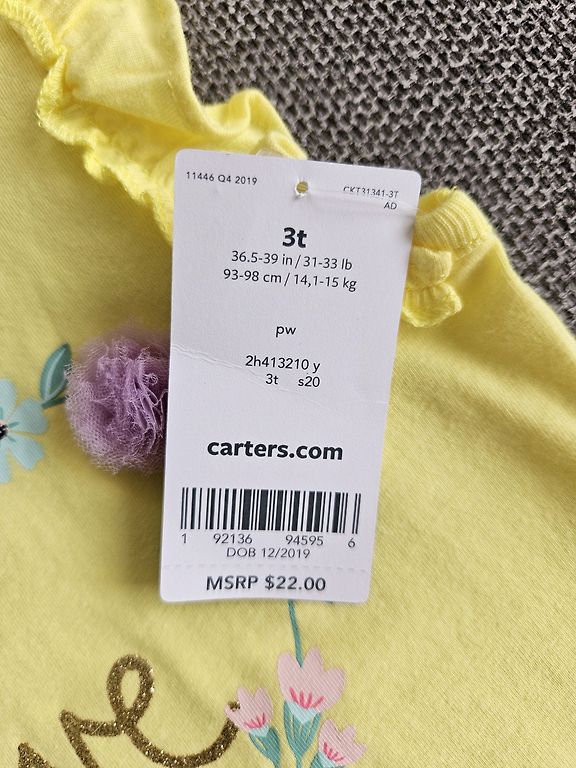 11446 Q4 2019
CKT31341-3T
AD
3t
36.5-39 in / 31-33 lb
93-98 cm / 14,1-15 kg
pw
2h413210 y
3t s20
carters.com
1 92136 94595 6
DOB 12/2019
MSRP $22.00